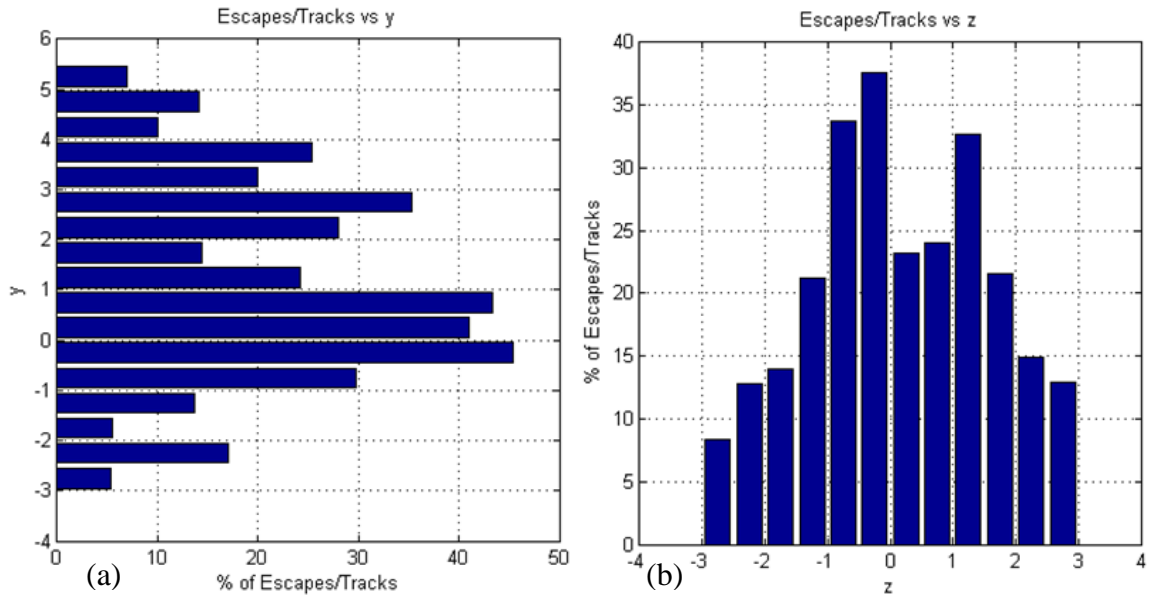 Escapes/Tracks vs y
6
5
4
3
2
1
0
-1
-2
-3
-4
y
0 10 20 30 40 50
% of Escapes/Tracks
(a)
Escapes/Tracks vs z
40
35
30
25
20
15
10
5
0
% of Escapes/Tracks
-4 -3 -2 -1 0 1 2 3 4
z
(b)